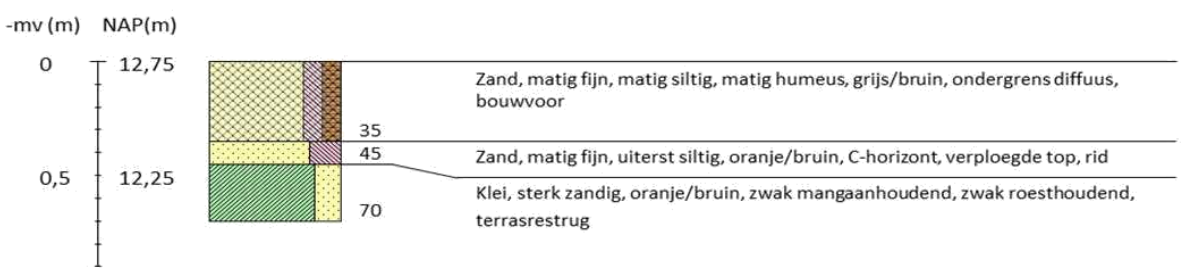 -mv (m) NAP(m)
0 12,75
Zand, matig fijn, matig siltig, matig humeus, grijs/bruin, ondergrens diffuus,
bouwvoor
35
45
Zand, matig fijn, uiterst siltig, oranje/bruin, C-horizont, verploegde top, rid
0,5 12,25
Klei, sterk zandig, oranje/bruin, zwak mangaanhoudend, zwak roesthoudend,
70
terrasrestrug